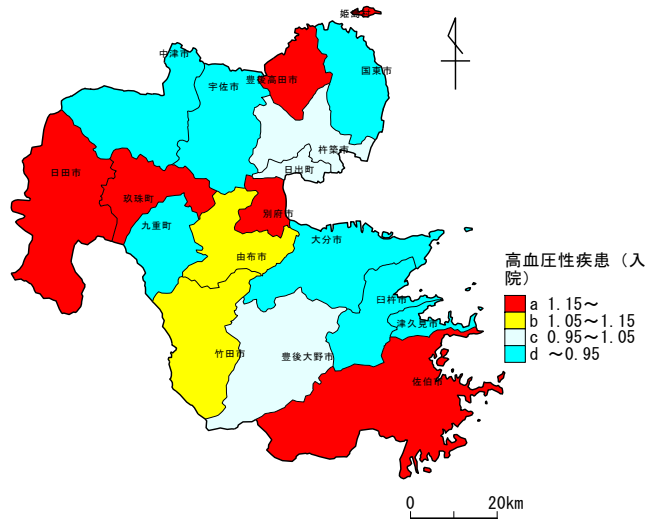 姫島村
中津市
宇佐市
豊後高田市
国東市
杵築市
日出町
日田市
玖珠町
別府市
九重町
大分市
由布市
臼杵市
津久見市
竹田市
豊後大野市
佐伯市
高血圧性疾患（入
院）
a 1.15～
b 1.05～1.15
c 0.95～1.05
d ～0.95
0 20km